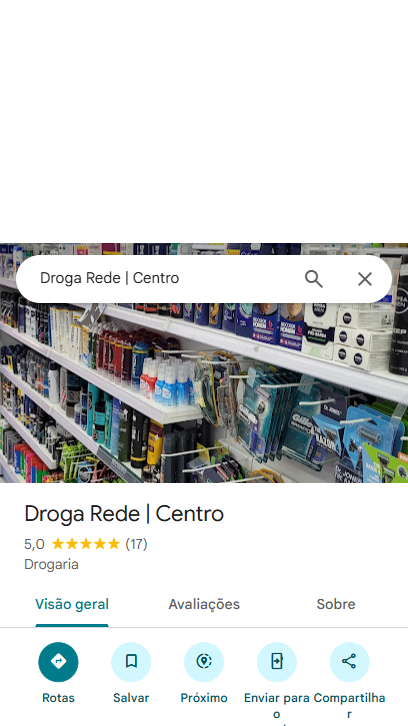 Droga Rede | Centro
Droga Rede | Centro
5,0 (17)
Drogaria
Visão geral Avaliações Sobre
Rotas Salvar Próximo Enviar para o Compartilhar